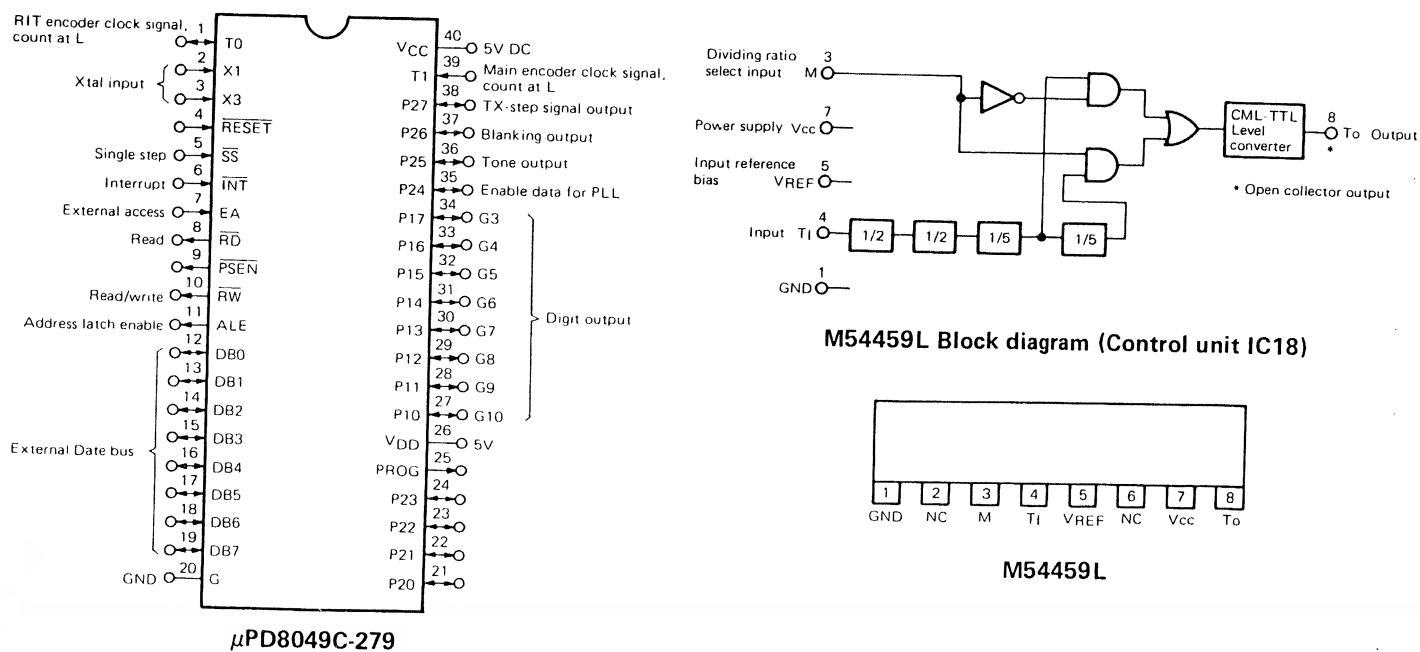 RIT encoder clock signal,
count at L
1
T0
2
X1
Xtal input
3
X3
4
RESET
5
Single step
SS
6
Interrupt
INT
7
External access
EA
8
Read
RD
9
PSEN
10
Read/write
RW
11
Address latch enable
ALE
12
DB0
13
DB1
14
DB2
15
DB3
External Date bus
16
DB4
17
DB5
18
DB6
19
DB7
GND
20
G
40
VCC
5V DC
39
T1
Main encoder clock signal,
count at L
38
P27
TX-step signal output
37
P26
Blanking output
36
P25
Tone output
35
P24
Enable data for PLL
34
P17
G3
33
P16
G4
32
P15
G5
31
P14
G6
30
P13
G7
Digit output
29
P12
G8
28
P11
G9
27
P10
G10
26
VDD
5V
25
PROG
24
P23
23
P22
22
P21
21
P20
μPD8049C-279
Dividing ratio
select input
3
M
7
Power supply Vcc
Input reference
bias
5
VREF
4
Input TI
1/2
1/2
1/5
1/5
1
GND
CML-TTL
Level
converter
8
To Output
*
* Open collector output
M54459L Block diagram (Control unit IC18)
1 2 3 4 5 6 7 8
GND NC M TI VREF NC Vcc To
M54459L